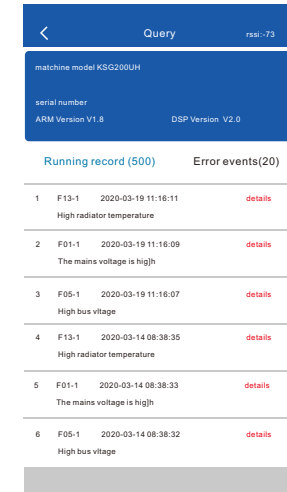 Query rssi:-73
matchine model KSG200UH
serial number
ARM Version V1.8 DSP Version V2.0
Running record (500) Error events(20)
1 F13-1 2020-03-19 11:16:11 details
High radiator temperature
2 F01-1 2020-03-19 11:16:09 details
The mains voltage is hig]h
3 F05-1 2020-03-19 11:16:07 details
High bus vltage
4 F13-1 2020-03-14 08:38:35 details
High radiator temperature
5 F01-1 2020-03-14 08:38:33 details
The mains voltage is hig]h
6 F05-1 2020-03-14 08:38:32 details
High bus vltage